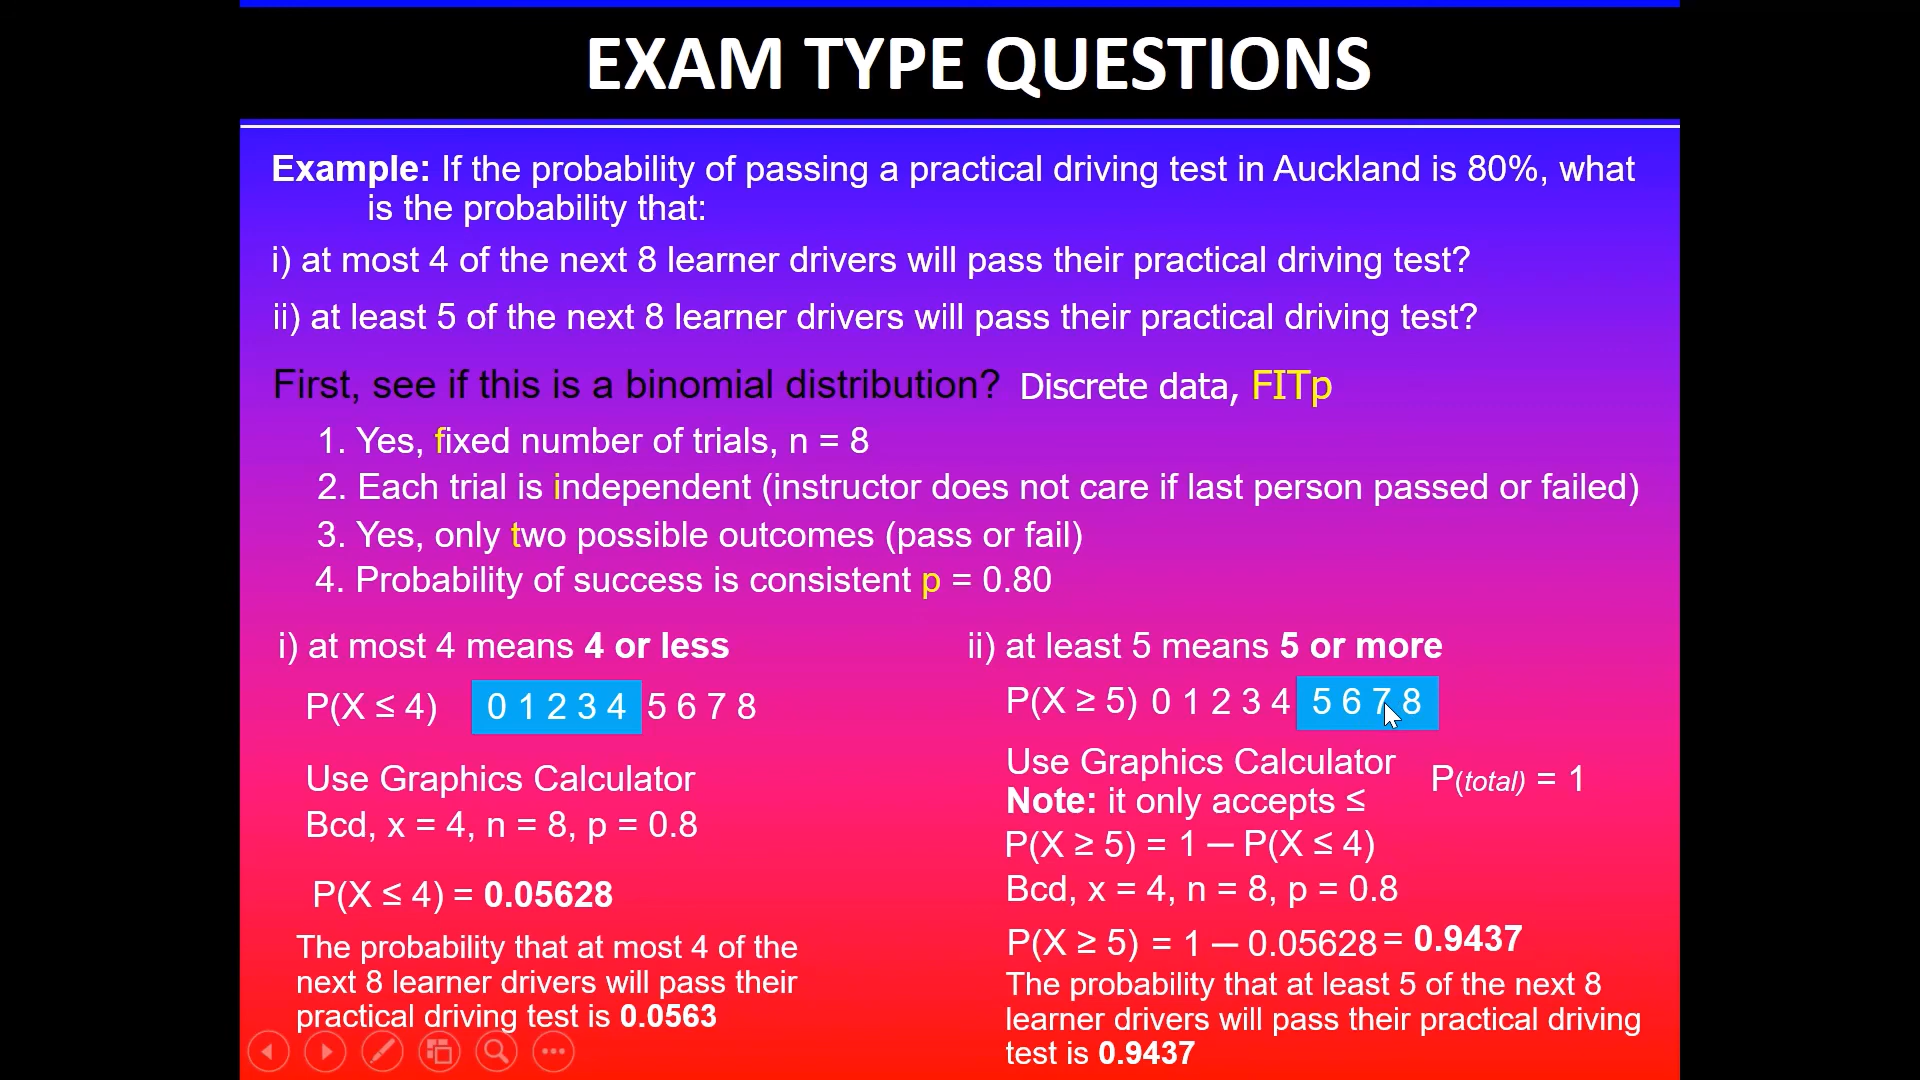 EXAM TYPE QUESTIONS
Example: If the probability of passing a practical driving test in Auckland is 80%, what
is the probability that:
i) at most 4 of the next 8 learner drivers will pass their practical driving test?
ii) at least 5 of the next 8 learner drivers will pass their practical driving test?
First, see if this is a binomial distribution? Discrete data, FITp
1. Yes, fixed number of trials, n = 8
2. Each trial is independent (instructor does not care if last person passed or failed)
3. Yes, only two possible outcomes (pass or fail)
4. Probability of success is consistent p = 0.80
i) at most 4 means 4 or less
P(X ≤ 4) 0 1 2 3 4 5 6 7 8
Use Graphics Calculator
Bcd, x = 4, n = 8, p = 0.8
P(X ≤ 4) = 0.05628
The probability that at most 4 of the
next 8 learner drivers will pass their
practical driving test is 0.0563
ii) at least 5 means 5 or more
P(X ≥ 5) 0 1 2 3 4 5 6 7 8
Use Graphics Calculator
Note: it only accepts ≤
P(total) = 1
P(X ≥ 5) = 1 – P(X ≤ 4)
Bcd, x = 4, n = 8, p = 0.8
P(X ≥ 5) = 1 – 0.05628 = 0.9437
The probability that at least 5 of the next 8
learner drivers will pass their practical driving
test is 0.9437